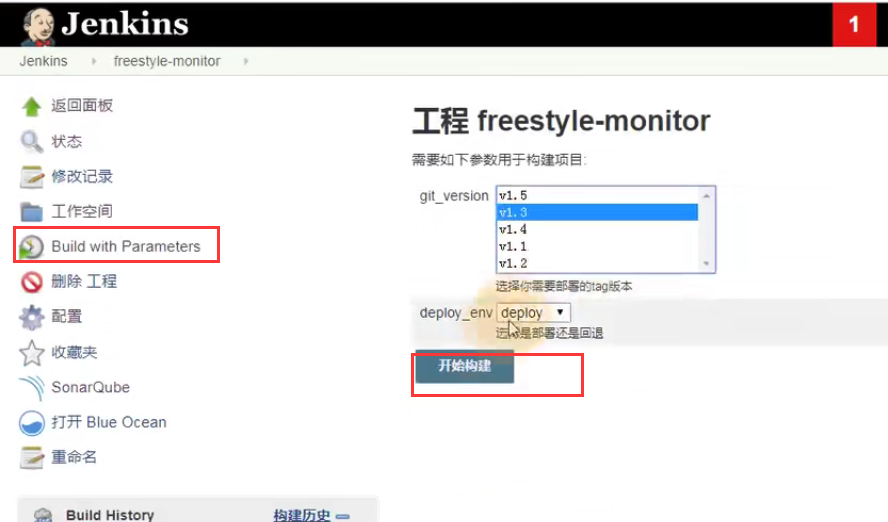 Jenkins
1
Jenkins freestyle-monitor
返回面板
状态
修改记录
工作空间
Build with Parameters
删除 工程
配置
收藏夹
SonarQube
打开 Blue Ocean
重命名
Build History 构建历史
工程 freestyle-monitor
需要如下参数用于构建项目:
git_version
v1.5
v1.3
v1.4
v1.1
v1.2
选择你需要部署的tag版本
deploy_env deploy
是部署还是回退
开始构建